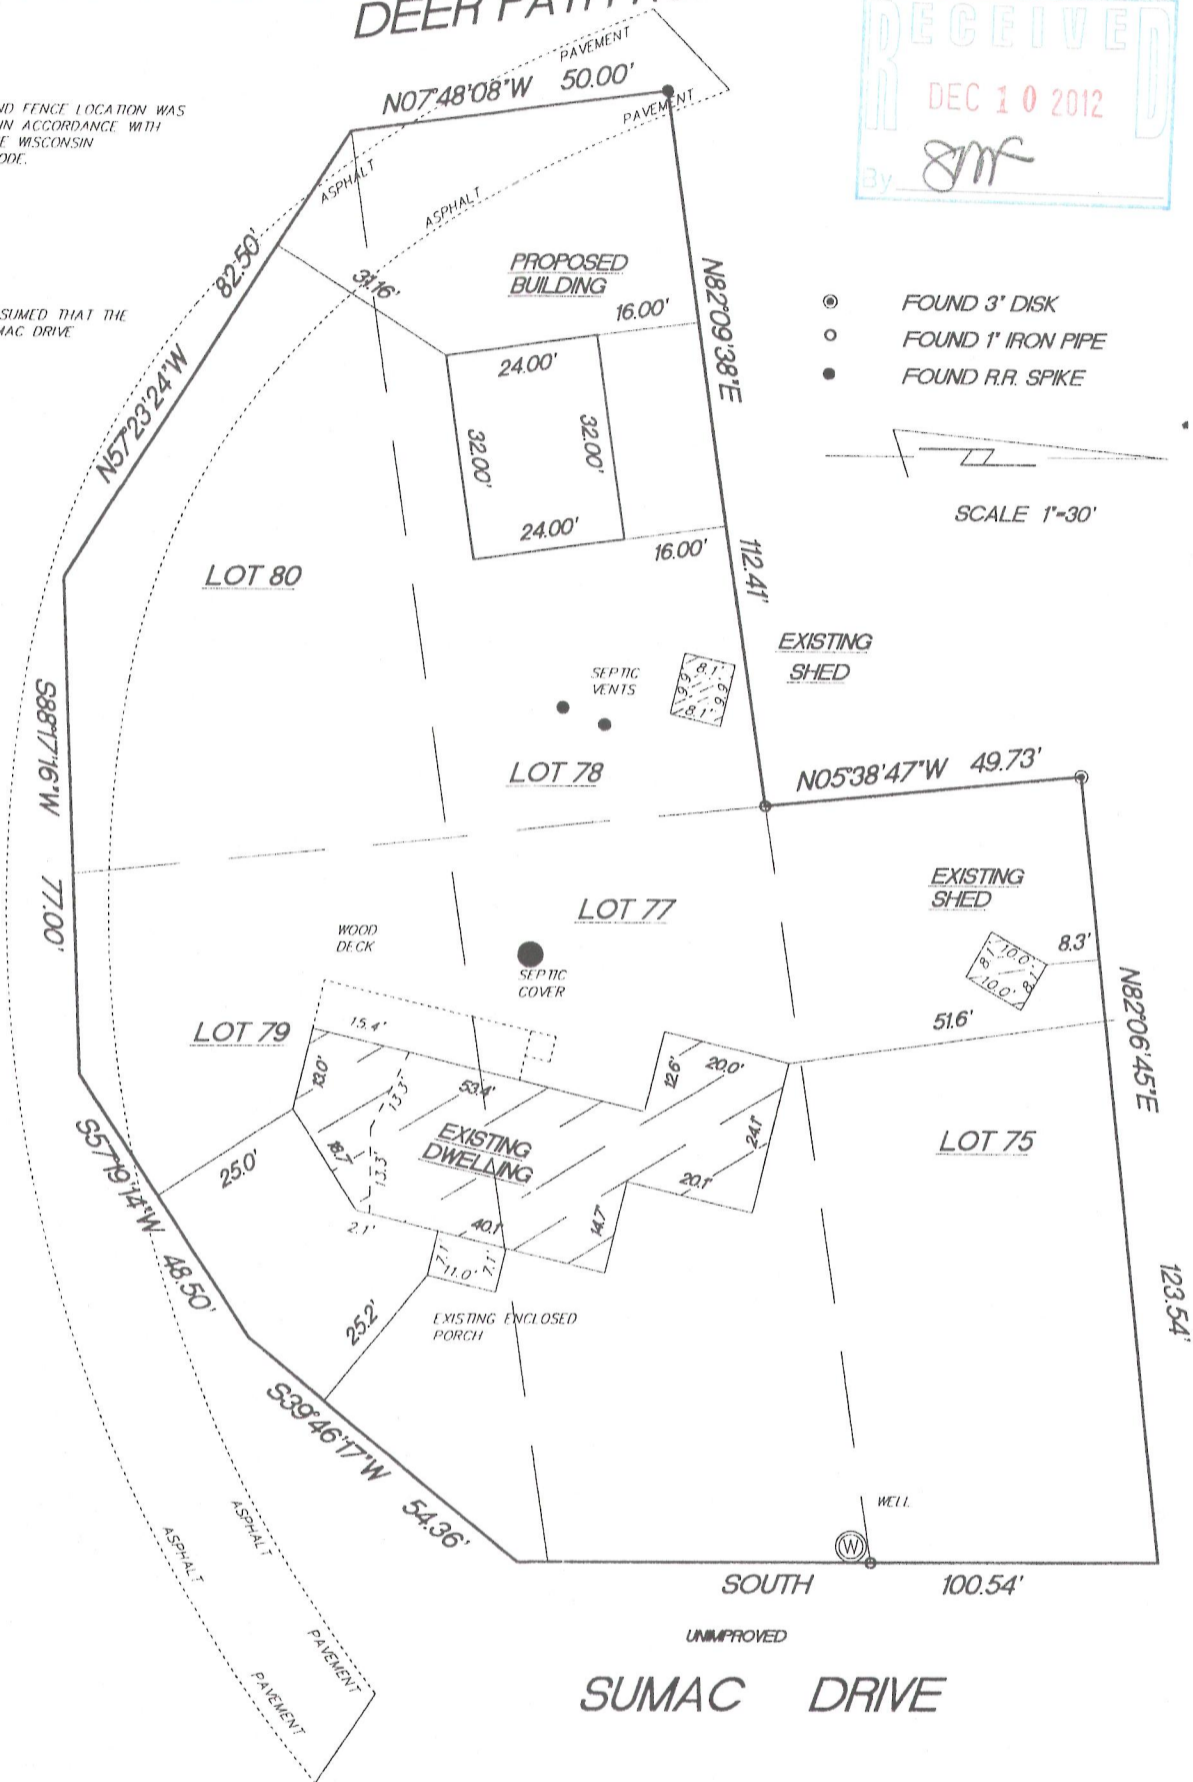 DEER PATH
RECEIVED
DEC 10 2012
By
ND FENCE LOCATION WAS
IN ACCORDANCE WITH
E WISCONSIN
ODE.
SUMED THAT THE
MAC DRIVE
N07°48'08"W 50.00'
PAVEMENT
PAVEMENT
ASPHALT
ASPHALT
82.50'
N57°23'24"W
31.16'
PROPOSED
BUILDING
16.00'
24.00'
32.00'
32.00'
24.00'
16.00'
N82°09'38"E
112.41'
FOUND 3" DISK
FOUND 1" IRON PIPE
FOUND R.R. SPIKE
SCALE 1"=30'
LOT 80
EXISTING
SHED
8.1'
9.9
9.9
8.1'
SEPTIC
VENTS
LOT 78
N05°38'47"W 49.73'
S88°17'16"W 77.00'
LOT 77
EXISTING
SHED
8.3'
10.0'
8.1
8.1
10.0'
WOOD
DECK
SEPTIC
COVER
51.6'
N82°06'45"E
123.54'
LOT 79
15.4'
13.0'
13.3'
53.4'
12.6'
20.0'
EXISTING
DWELLING
24.1'
LOT 75
18.7'
13.3'
20.1'
25.0'
2.1'
40.1'
14.7'
S57°19'14"W 48.50'
7.1
11.0'
7.1'
25.2'
EXISTING ENCLOSED
PORCH
S39°46'17"W 54.36'
WELL
W
SOUTH 100.54'
ASPHALT
ASPHALT
PAVEMENT
PAVEMENT
UNIMPROVED
SUMAC DRIVE